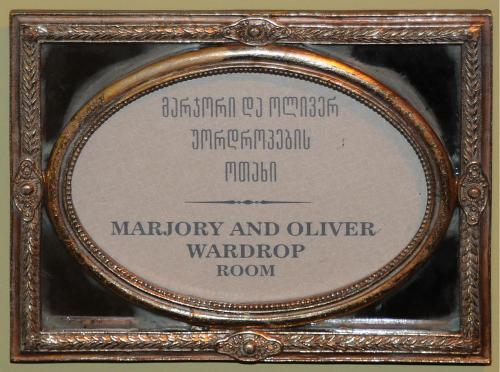 მარჯორი და ოლივერ
უორდროპების
ოთახი
MARJORY AND OLIVER
WARDROP
ROOM